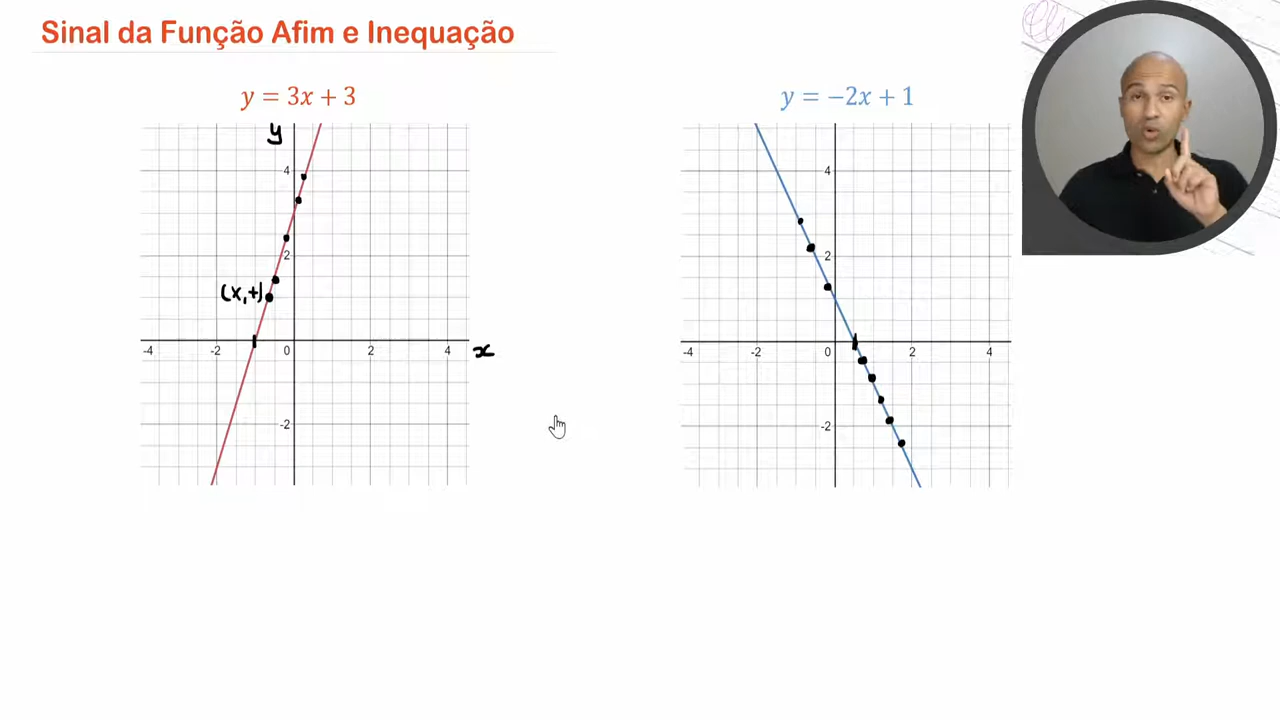 Sinal da Função Afim e Inequação
y = 3x + 3
y
4
2
(x,+)
-4 -2 0 2 4
x
-2
y = −2x + 1
4
2
-4 -2 0 2 4
-2